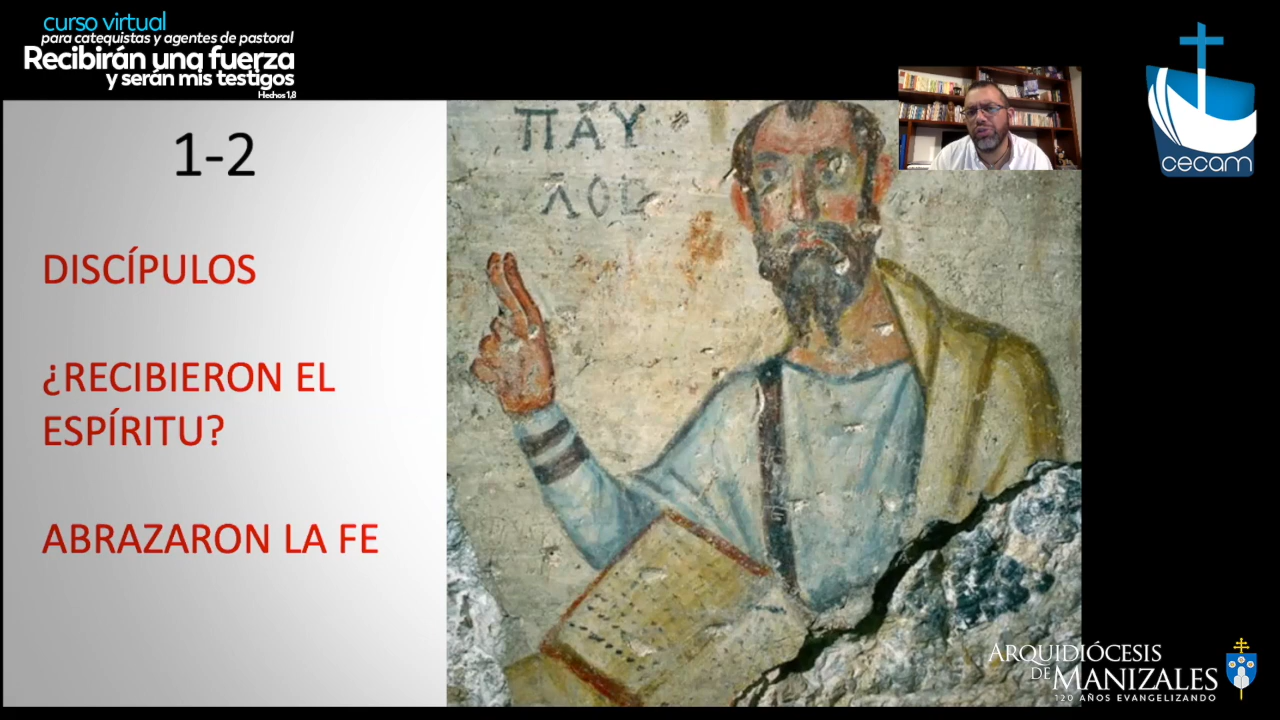 curso virtual
para catequistas y agentes de pastoral
Recibirán una fuerza
y serán mis testigos
Hechos 1,8
cecam
1-2
DISCÍPULOS
¿RECIBIERON EL
ESPÍRITU?
ABRAZARON LA FE
ΠΑΥ
ΛΟΣ
ARQUIDIÓCESIS
DE MANIZALES
120 AÑOS EVANGELIZANDO